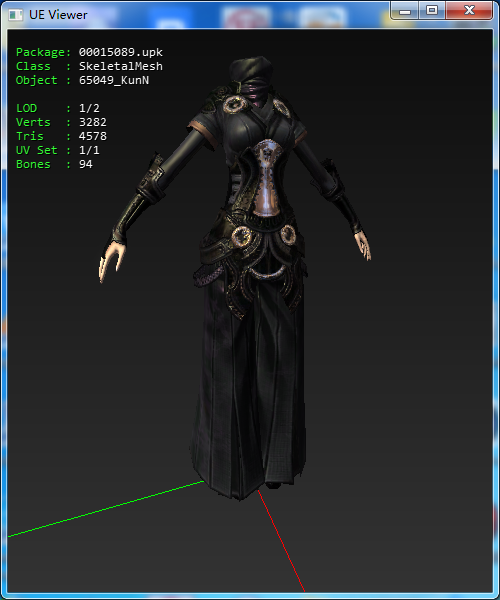 UE Viewer
Package: 00015089.upk
Class : SkeletalMesh
Object : 65049_KunN
LOD : 1/2
Verts : 3282
Tris : 4578
UV Set : 1/1
Bones : 94